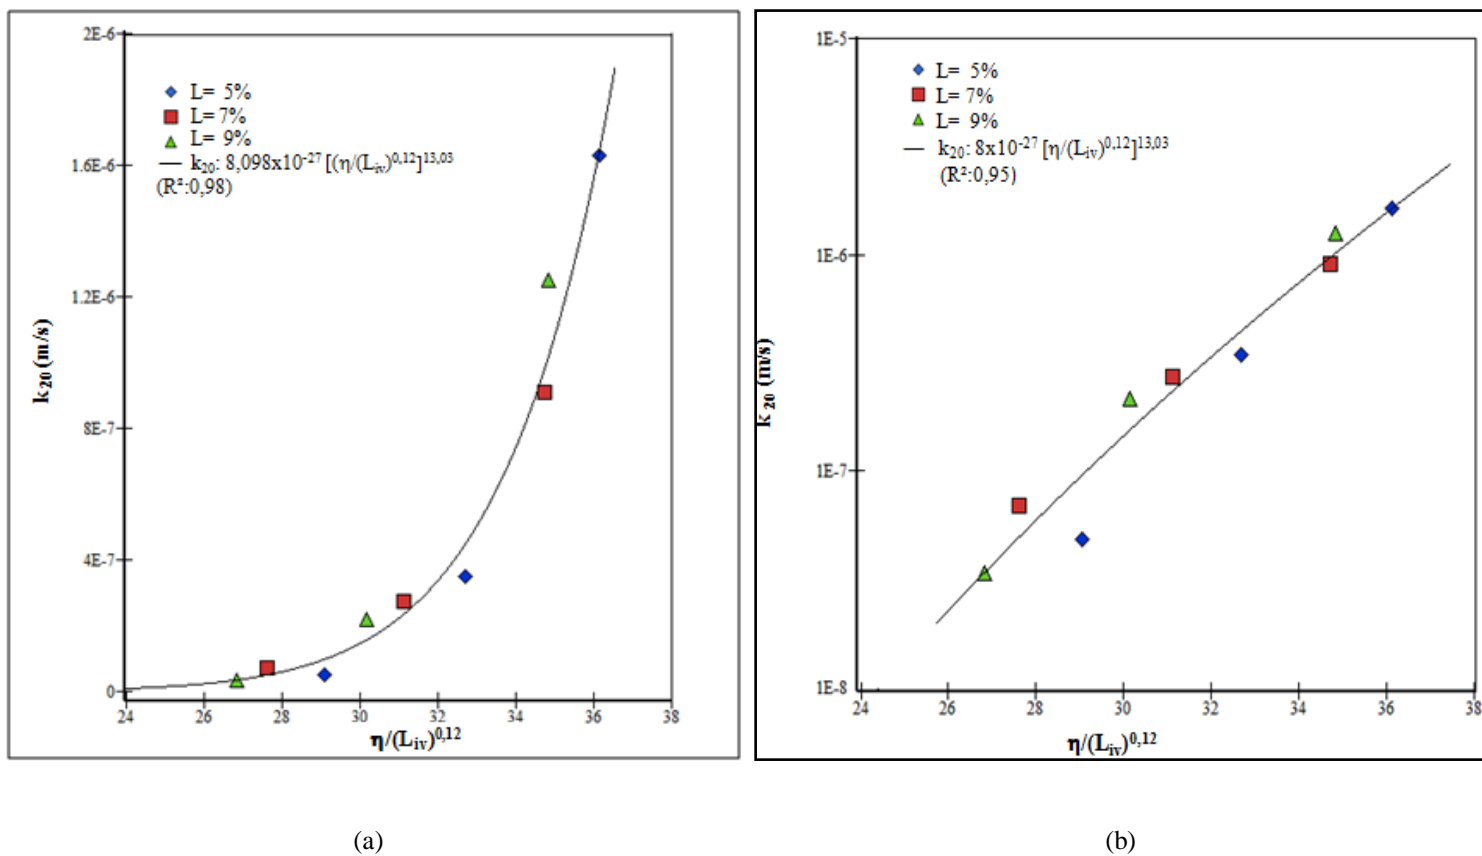 2E-6
1.6E-6
1.2E-6
8E-7
4E-7
0
k₂₀ (m/s)
L= 5%
L= 7%
L= 9%
k₂₀: 8,098x10⁻²⁷ [(η/(Lᵢᵥ)⁰,¹²]¹³,⁰³
(R²:0,98)
24 26 28 30 32 34 36 38
η/(Lᵢᵥ)⁰,¹²
(a)
1E-5
1E-6
1E-7
1E-8
k ₂₀ (m/s)
L= 5%
L= 7%
L= 9%
k₂₀: 8x10⁻²⁷ [η/(Lᵢᵥ)⁰,¹²]¹³,⁰³
(R²:0,95)
24 26 28 30 32 34 36 38
η/(Lᵢᵥ)⁰,¹²
(b)